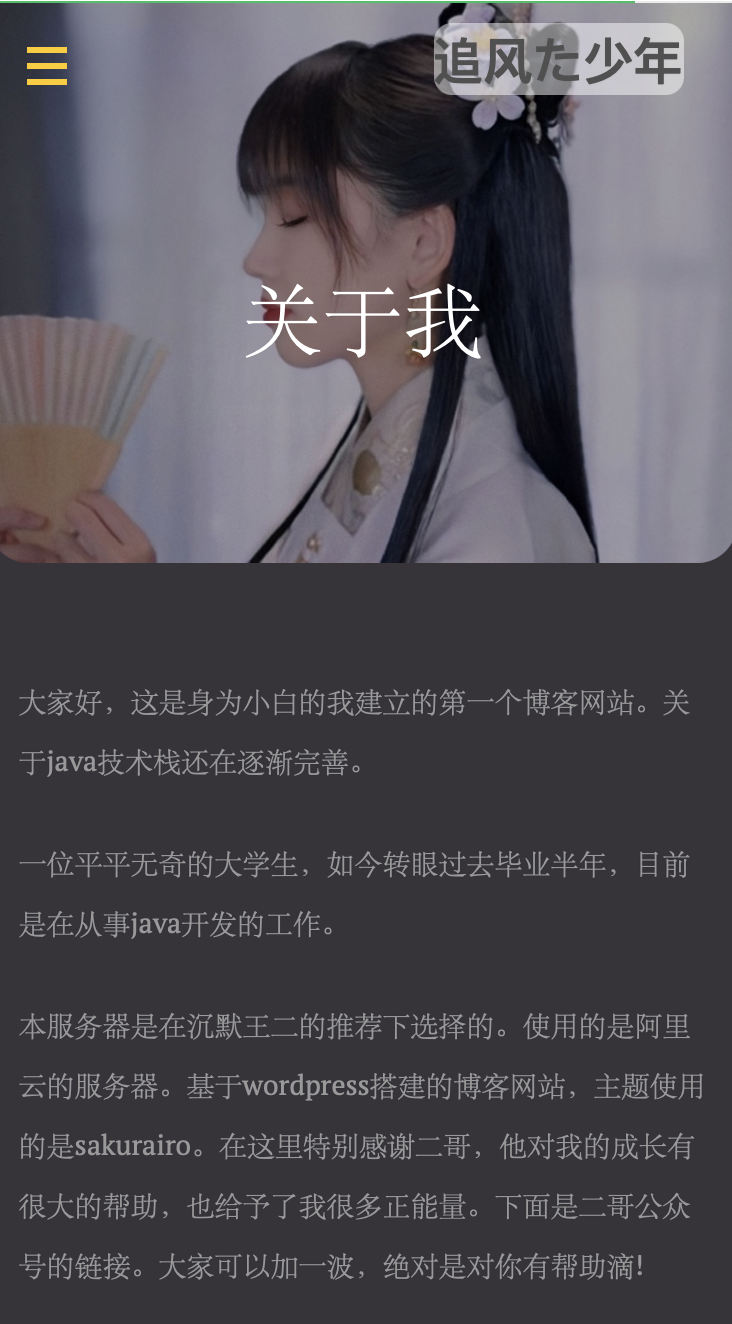 追风た少年
关于我
大家好，这是身为小白的我建立的第一个博客网站。关
于java技术栈还在逐渐完善。
一位平平无奇的大学生，如今转眼过去毕业半年，目前
是在从事java开发的工作。
本服务器是在沉默王二的推荐下选择的。使用的是阿里
云的服务器。基于wordpress搭建的博客网站，主题使用
的是sakurairo。在这里特别感谢二哥，他对我的成长有
很大的帮助，也给予了我很多正能量。下面是二哥公众
号的链接。大家可以加一波，绝对是对你有帮助滴!